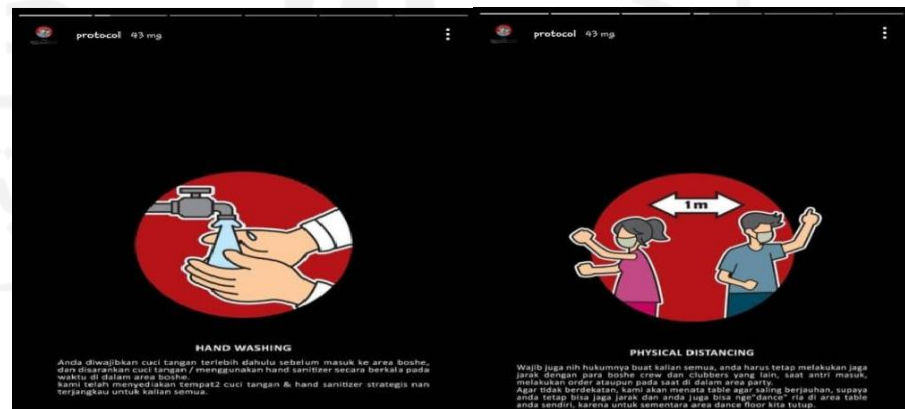 protocol 43 mg
HAND WASHING
Anda diwajibkan cuci tangan terlebih dahulu sebelum masuk ke area boshe,
dan disarankan cuci tangan / menggunakan hand sanitizer secara berkala pada
waktu di dalam area boshe.
kami telah menyediakan tempat2 cuci tangan & hand sanitizer strategis nan
terjangkau untuk kalian semua.
protocol 43 mg
1m
PHYSICAL DISTANCING
Wajib juga nih hukumnya buat kalian semua, anda harus tetap melakukan jaga
jarak dengan para boshe crew dan clubbers yang lain, saat antri masuk,
melakukan order ataupun pada saat di dalam area party.
Agar tidak berdekatan, kami akan menata table agar saling berjauhan, supaya
anda tetap bisa jaga jarak dan anda juga bisa nge"dance" ria di area table
anda sendiri, karena untuk sementara area dance floor kita tutup.